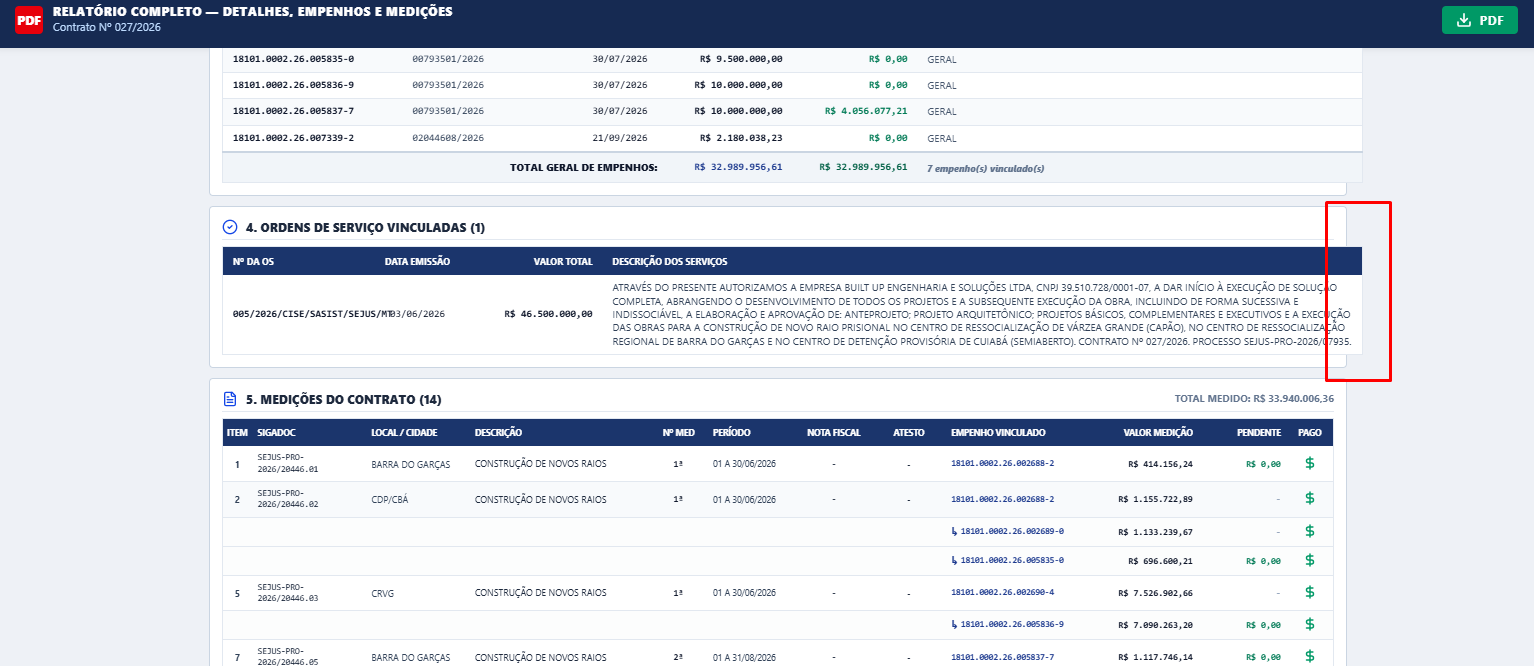 PDF
RELATÓRIO COMPLETO — DETALHES, EMPENHOS E MEDIÇÕES
Contrato Nº 027/2026
PDF
18101.0002.26.005835-0 00793501/2026 30/07/2026 R$ 9.500.000,00 R$ 0,00 GERAL
18101.0002.26.005836-9 00793501/2026 30/07/2026 R$ 10.000.000,00 R$ 0,00 GERAL
18101.0002.26.005837-7 00793501/2026 30/07/2026 R$ 10.000.000,00 R$ 4.056.077,21 GERAL
18101.0002.26.007339-2 02044608/2026 21/09/2026 R$ 2.180.038,23 R$ 0,00 GERAL
TOTAL GERAL DE EMPENHOS: R$ 32.989.956,61 R$ 32.989.956,61 7 empenho(s) vinculado(s)
4. ORDENS DE SERVIÇO VINCULADAS (1)
Nº DA OS DATA EMISSÃO VALOR TOTAL DESCRIÇÃO DOS SERVIÇOS
005/2026/CISE/SASIST/SEJUS/MT 03/06/2026 R$ 46.500.000,00
ATRAVÉS DO PRESENTE AUTORIZAMOS A EMPRESA BUILT UP ENGENHARIA E SOLUÇÕES LTDA, CNPJ 39.510.728/0001-07, A DAR INÍCIO À EXECUÇÃO DE SOLUÇÃO
COMPLETA, ABRANGENDO O DESENVOLVIMENTO DE TODOS OS PROJETOS E A SUBSEQUENTE EXECUÇÃO DA OBRA, INCLUINDO DE FORMA SUCESSIVA E
INDISSOCIÁVEL, A ELABORAÇÃO E APROVAÇÃO DE: ANTEPROJETO; PROJETO ARQUITETÔNICO; PROJETOS BÁSICOS, COMPLEMENTARES E EXECUTIVOS E A EXECUÇÃO
DAS OBRAS PARA A CONSTRUÇÃO DE NOVO RAIO PRISIONAL NO CENTRO DE RESSOCIALIZAÇÃO DE VÁRZEA GRANDE (CAPÃO), NO CENTRO DE RESSOCIALIZAÇÃO
REGIONAL DE BARRA DO GARÇAS E NO CENTRO DE DETENÇÃO PROVISÓRIA DE CUIABÁ (SEMIABERTO). CONTRATO Nº 027/2026. PROCESSO SEJUS-PRO-2026/07935.
5. MEDIÇÕES DO CONTRATO (14) TOTAL MEDIDO: R$ 33.940.006,36
ITEM SIGADOC LOCAL / CIDADE DESCRIÇÃO Nº MED PERÍODO NOTA FISCAL ATESTO EMPENHO VINCULADO VALOR MEDIÇÃO PENDENTE PAGO
1 SEJUS-PRO-2026/20446.01 BARRA DO GARÇAS CONSTRUÇÃO DE NOVOS RAIOS 1ª 01 A 30/06/2026 - - 18101.0002.26.002688-2 R$ 414.156,24 R$ 0,00 $
2 SEJUS-PRO-2026/20446.02 CDP/CBÁ CONSTRUÇÃO DE NOVOS RAIOS 1ª 01 A 30/06/2026 - - 18101.0002.26.002688-2 R$ 1.155.722,89 - $
↳ 18101.0002.26.002689-0 R$ 1.133.239,67 - $
↳ 18101.0002.26.005835-0 R$ 696.600,21 R$ 0,00 $
5 SEJUS-PRO-2026/20446.03 CRVG CONSTRUÇÃO DE NOVOS RAIOS 1ª 01 A 30/06/2026 - - 18101.0002.26.002690-4 R$ 7.526.902,66 - $
↳ 18101.0002.26.005836-9 R$ 7.090.263,20 R$ 0,00 $
7 SEJUS-PRO-2026/20446.05 BARRA DO GARÇAS CONSTRUÇÃO DE NOVOS RAIOS 2ª 01 A 31/08/2026 - - 18101.0002.26.005837-7 R$ 1.117.746,14 R$ 0,00 $